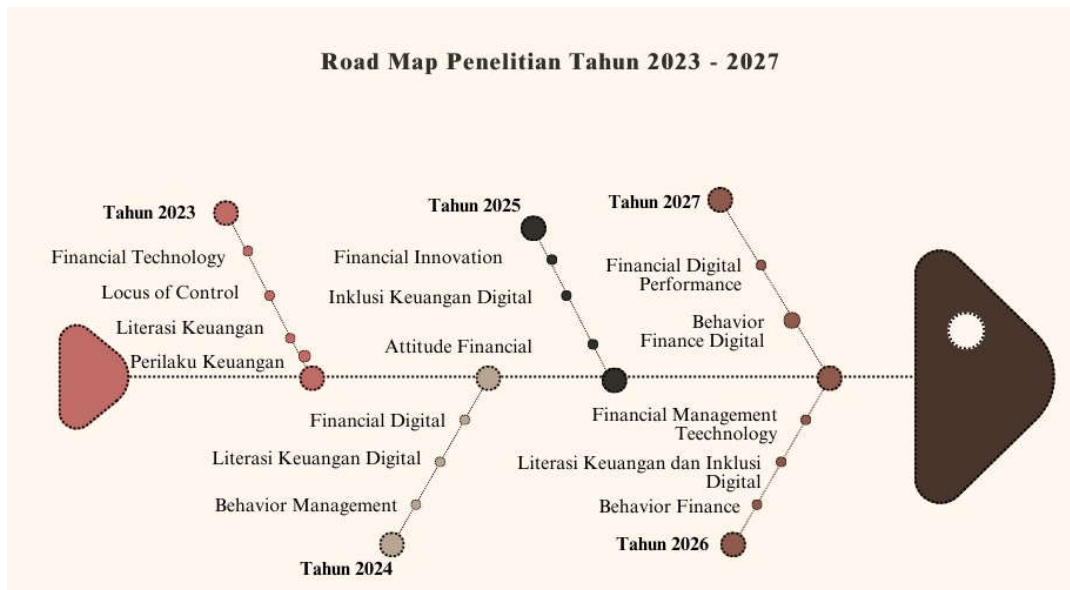 Road Map Penelitian Tahun 2023 - 2027
Tahun 2023
Financial Technology
Locus of Control
Literasi Keuangan
Perilaku Keuangan
Financial Digital
Literasi Keuangan Digital
Behavior Management
Tahun 2024
Tahun 2025
Financial Innovation
Inklusi Keuangan Digital
Attitude Financial
Financial Management
Teechnology
Literasi Keuangan dan Inklusi
Digital
Behavior Finance
Tahun 2026
Tahun 2027
Financial Digital
Performance
Behavior
Finance Digital